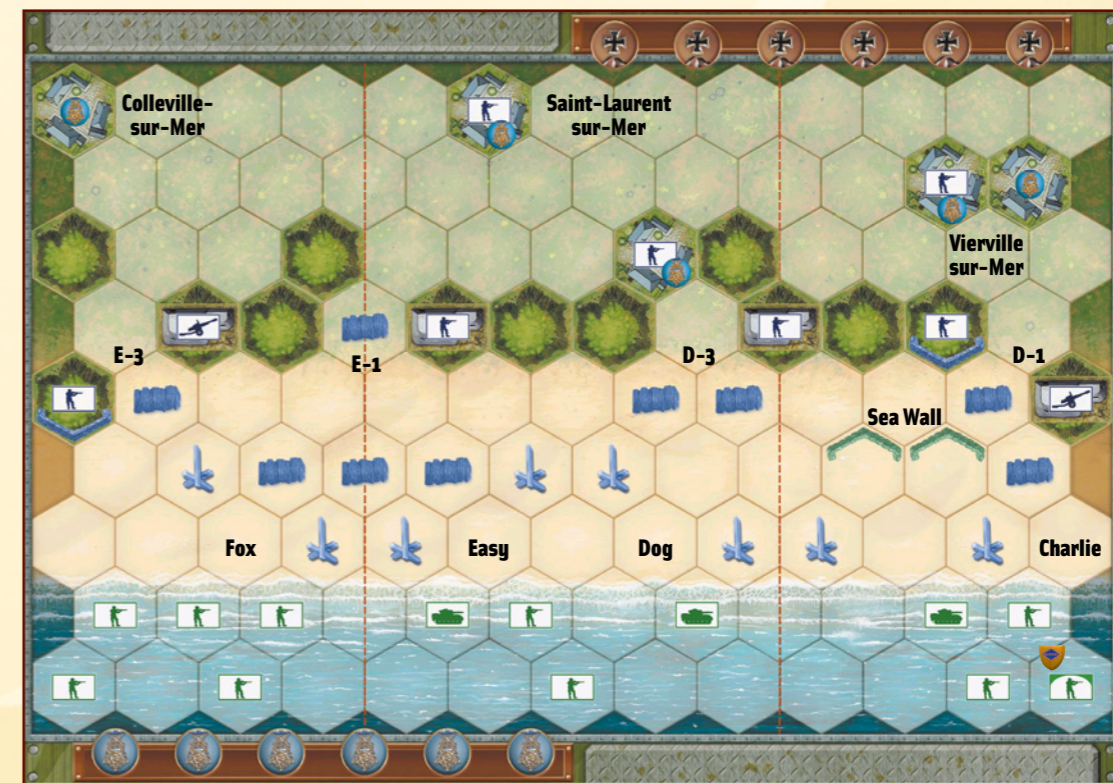 Colleville-
sur-Mer
Saint-Laurent
sur-Mer
Vierville
sur-Mer
E-3
E-1
D-3
D-1
Sea Wall
Fox
Easy
Dog
Charlie